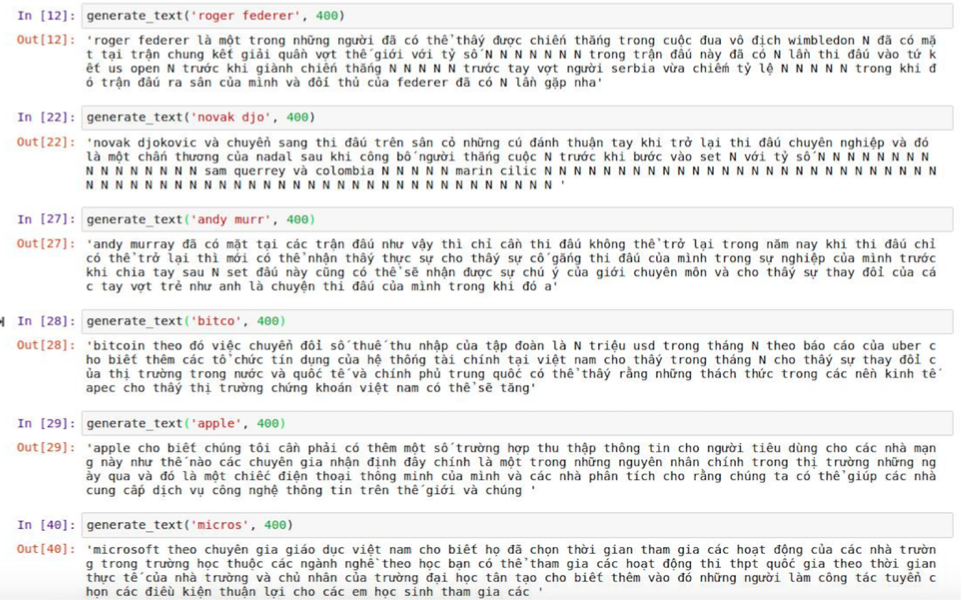 In [12]: generate_text('roger federer', 400)
Out[12]: 'roger federer là một trong những người đã có thể thấy được chiến thắng trong cuộc đua vô địch wimbledon N đã có mặ
t tại trận chung kết giải quần vợt thế giới với tỷ số N N N N N N N trong trận đấu này đã có N lần thi đấu vào tứ k
ết us open N trước khi giành chiến thắng N N N N N trước tay vợt người serbia vừa chiếm tỷ lệ N N N N N trong khi đ
ó trận đấu ra sân của mình và đối thủ của federer đã có N lần gặp nha'
In [22]: generate_text('novak djo', 400)
Out[22]: 'novak djokovic và chuyển sang thi đấu trên sân cỏ những cú đánh thuận tay khi trở lại thi đấu chuyên nghiệp và đó
là một chấn thương của nadal sau khi công bố người thắng cuộc N trước khi bước vào set N với tỷ số N N N N N N N N
N N N N N N N N sam querrey và colombia N N N N N marin cilic N N N N N N N N N N N N N N N N N N N N N N N N N N N
N N N N N N N N N N N N N N N N N N N N N N N N N N N N N N N N '
In [27]: generate_text('andy murr', 400)
Out[27]: 'andy murray đã có mặt tại các trận đấu như vậy thì chỉ cần thi đấu không thể trở lại trong năm nay khi thi đấu chỉ
có thể trở lại thì mới có thể nhận thấy thực sự cho thấy sự cố gắng thi đấu của mình trong sự nghiệp của mình trước
khi chia tay sau N set đấu này cũng có thể sẽ nhận được sự chú ý của giới chuyên môn và cho thấy sự thay đổi của cá
c tay vợt trẻ như anh là chuyện thi đấu của mình trong khi đó a'
In [28]: generate_text('bitco', 400)
Out[28]: 'bitcoin theo đó việc chuyển đổi số thuế thu nhập của tập đoàn là N triệu usd trong tháng N theo báo cáo của uber c
ho biết thêm các tổ chức tín dụng của hệ thống tài chính tại việt nam cho thấy trong tháng N cho thấy sự thay đổi c
ủa thị trường trong nước và quốc tế và chính phủ trung quốc có thể thấy rằng những thách thức trong các nền kinh tế
apec cho thấy thị trường chứng khoán việt nam có thể sẽ tăng'
In [29]: generate_text('apple', 400)
Out[29]: 'apple cho biết chúng tôi cần phải có thêm một số trường hợp thu thập thông tin cho người tiêu dùng cho các nhà mạn
g này như thế nào các chuyên gia nhận định đây chính là một trong những nguyên nhân chính trong thị trường những ng
ày qua và đó là một chiếc điện thoại thông minh của mình và các nhà phân tích cho rằng chúng ta có thể giúp các nhà
cung cấp dịch vụ công nghệ thông tin trên thế giới và chúng '
In [40]: generate_text('micros', 400)
Out[40]: 'microsoft theo chuyên gia giáo dục việt nam cho biết họ đã chọn thời gian tham gia các hoạt động của các nhà trườn
g trong trường học thuộc các ngành nghề theo học bạn có thể tham gia các hoạt động thi thpt quốc gia theo thời gian
thực tế của nhà trường và chủ nhân của trường đại học tân tạo cho biết thêm vào đó những người làm công tác tuyển c
họn các điều kiện thuận lợi cho các em học sinh tham gia các '